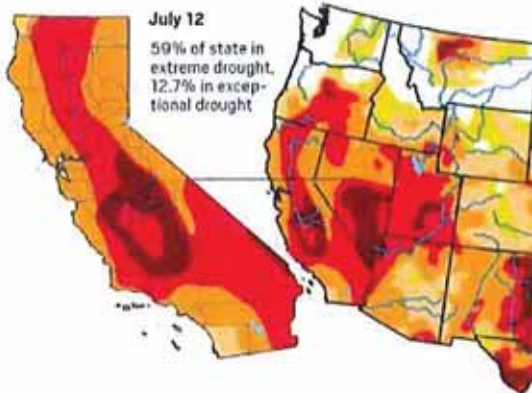 July 12
59% of state in
extreme drought,
12.7% in excep-
tional drought